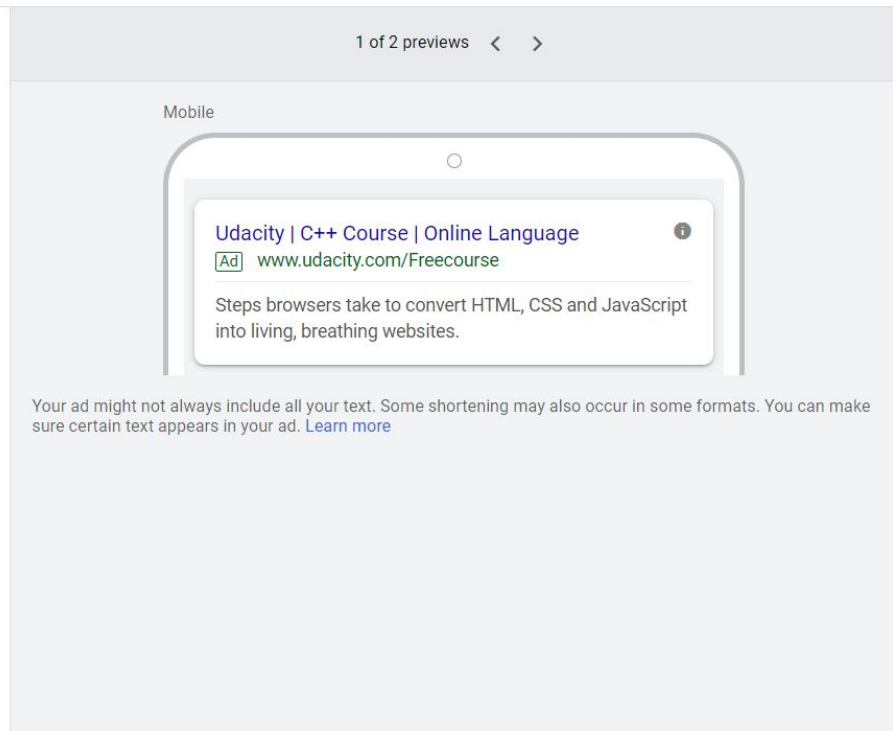 1 of 2 previews
Mobile
Udacity | C++ Course | Online Language
Ad www.udacity.com/Freecourse
Steps browsers take to convert HTML, CSS and JavaScript
into living, breathing websites.
Your ad might not always include all your text. Some shortening may also occur in some formats. You can make
sure certain text appears in your ad. Learn more